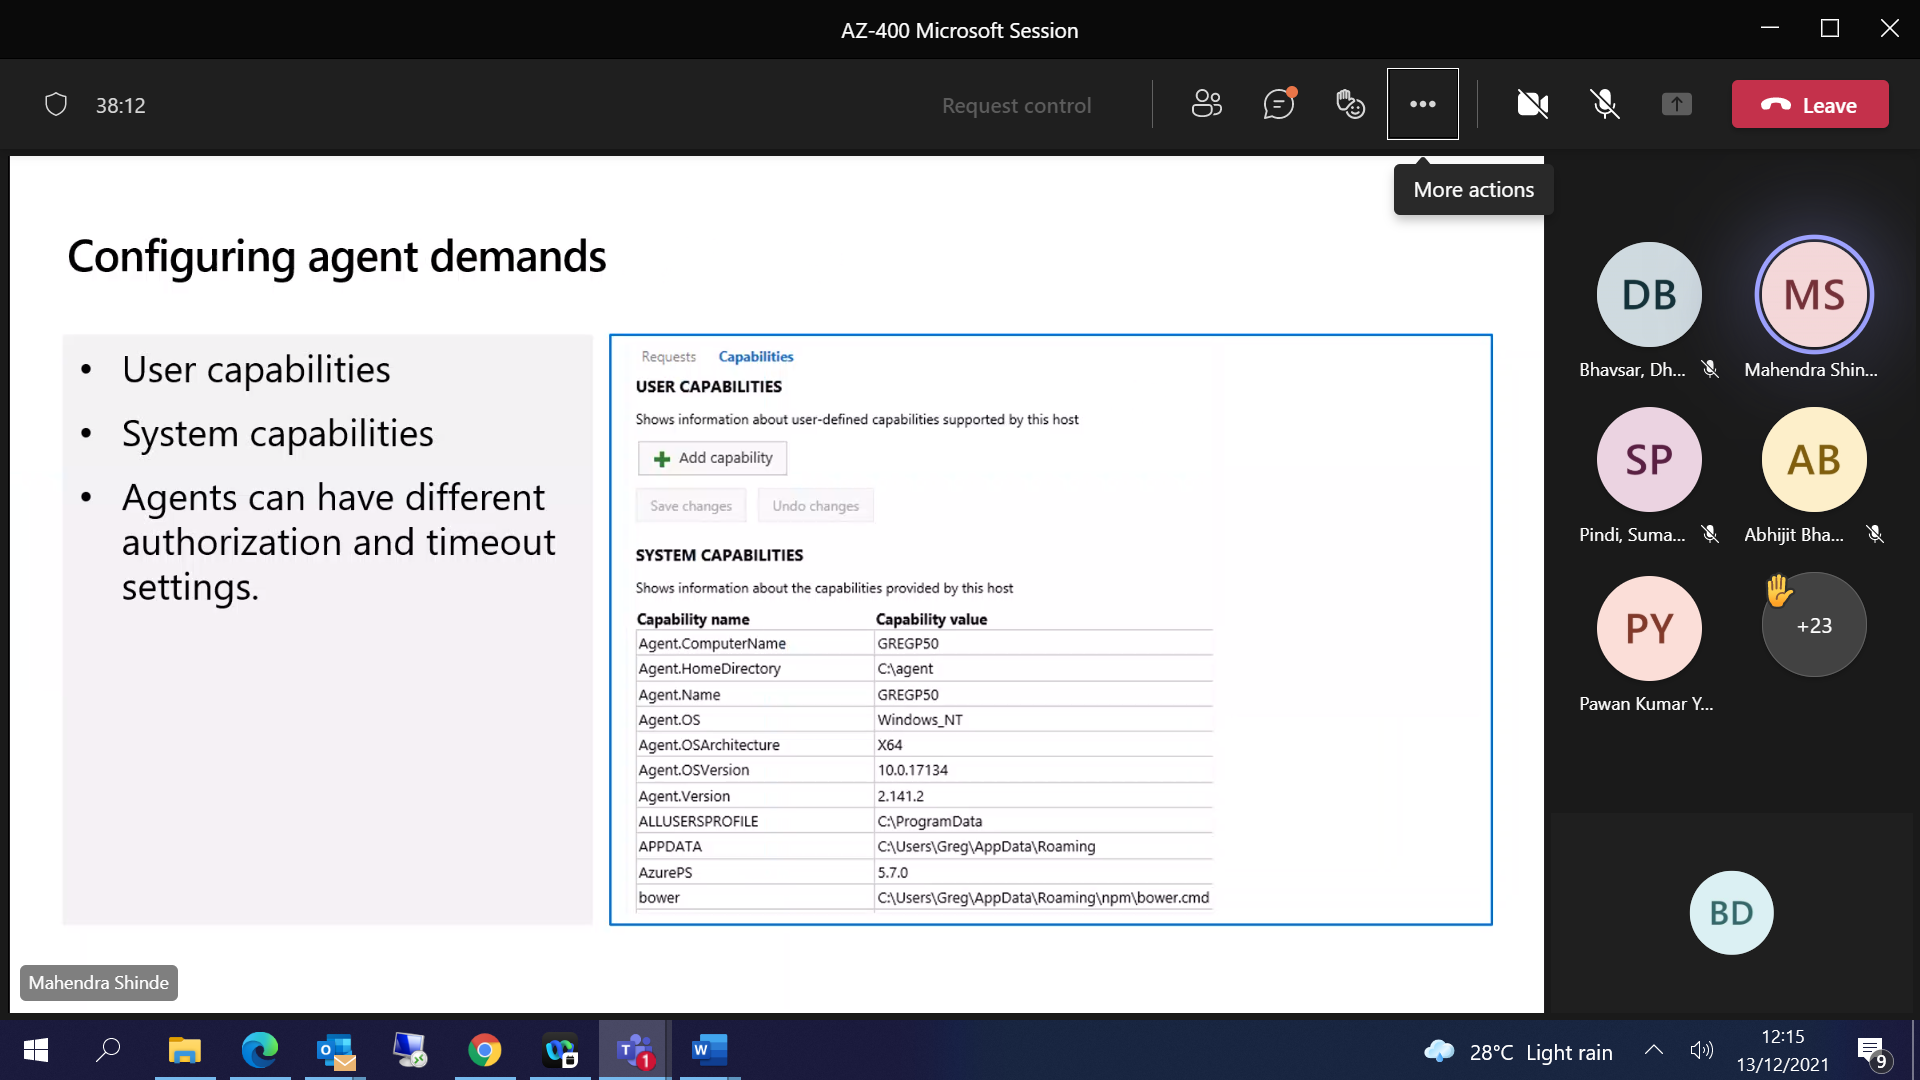 AZ-400 Microsoft Session
38:12
Request control
Leave
More actions
Configuring agent demands
• User capabilities
• System capabilities
• Agents can have different
authorization and timeout
settings.
Requests Capabilities
USER CAPABILITIES
Shows information about user-defined capabilities supported by this host
Add capability
Save changes Undo changes
SYSTEM CAPABILITIES
Shows information about the capabilities provided by this host
Capability name Capability value
Agent.ComputerName GREGP50
Agent.HomeDirectory C:\agent
Agent.Name GREGP50
Agent.OS Windows_NT
Agent.OSArchitecture X64
Agent.OSVersion 10.0.17134
Agent.Version 2.141.2
ALLUSERSPROFILE C:\ProgramData
APPDATA C:\Users\Greg\AppData\Roaming
AzurePS 5.7.0
bower C:\Users\Greg\AppData\Roaming\npm\bower.cmd
Mahendra Shinde
DB MS
Bhavsar, Dh... Mahendra Shin...
SP AB
Pindi, Suma... Abhijit Bha...
PY +23
Pawan Kumar Y...
BD
28°C Light rain
12:15
13/12/2021
9
O
T 1
W